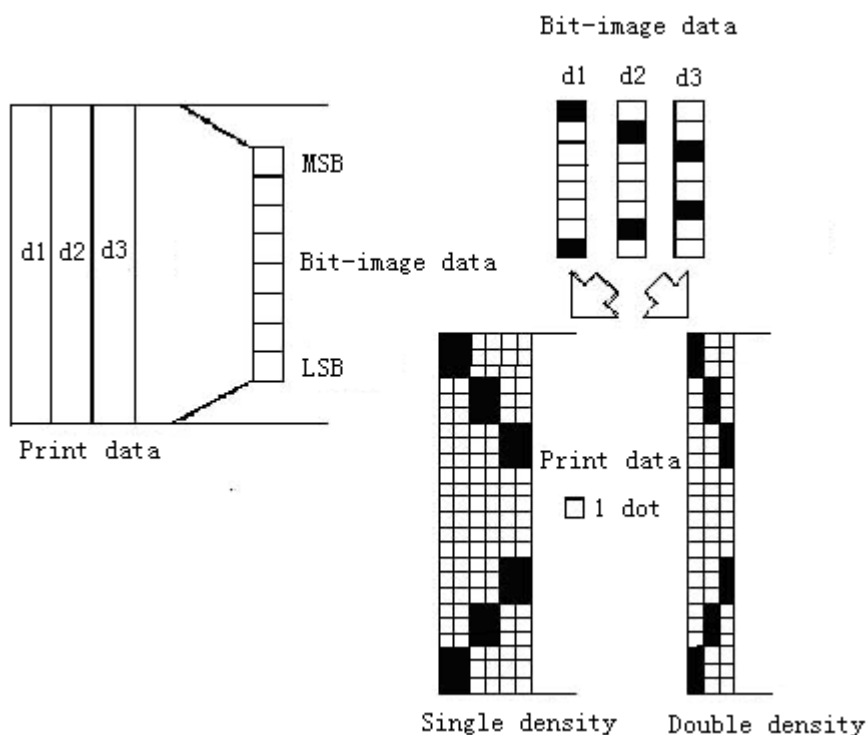 Bit-image data
d1 d2 d3
MSB
d1 d2 d3
Bit-image data
LSB
Print data
Print data
1 dot
Single density
Double density